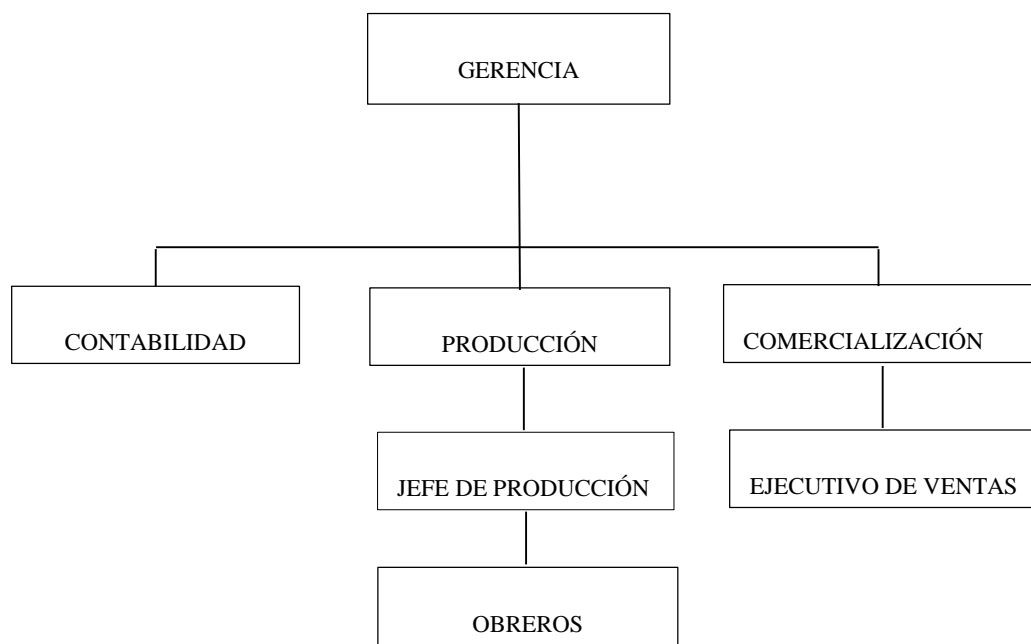 GERENCIA
CONTABILIDAD
PRODUCCIÓN
COMERCIALIZACIÓN
JEFE DE PRODUCCIÓN
EJECUTIVO DE VENTAS
OBREROS